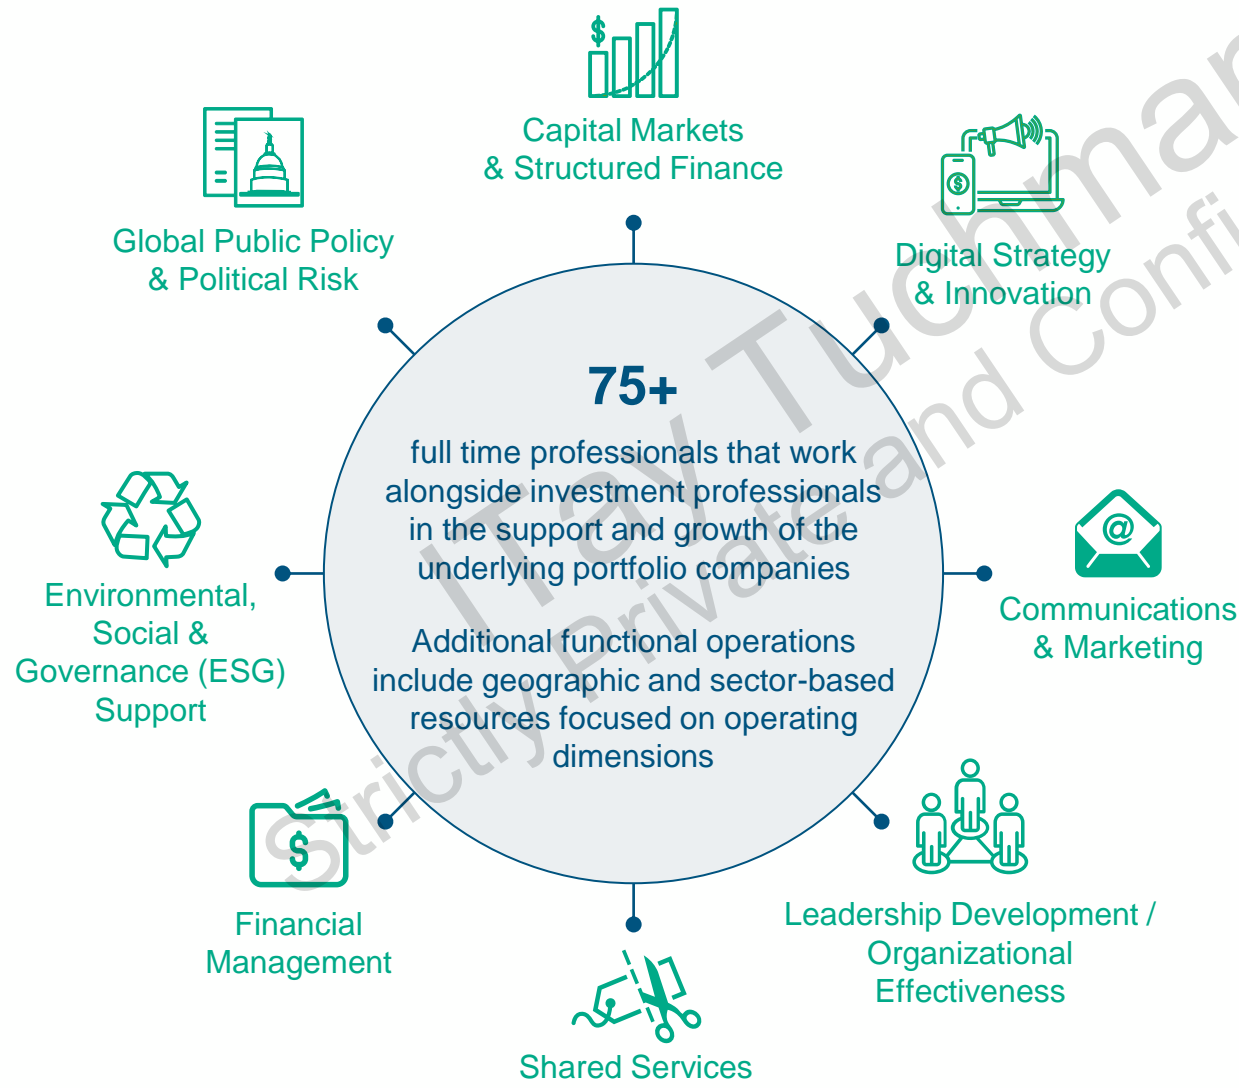 Capital Markets
& Structured Finance
Global Public Policy
& Political Risk
Digital Strategy
& Innovation
75+
full time professionals that work
alongside investment professionals
in the support and growth of the
underlying portfolio companies
Additional functional operations
include geographic and sector-based
resources focused on operating
dimensions
Environmental,
Social &
Governance (ESG)
Support
Communications
& Marketing
Financial
Management
Leadership Development /
Organizational
Effectiveness
Shared Services
$
$
@
$
ITay Tuchman
Strictly Private and